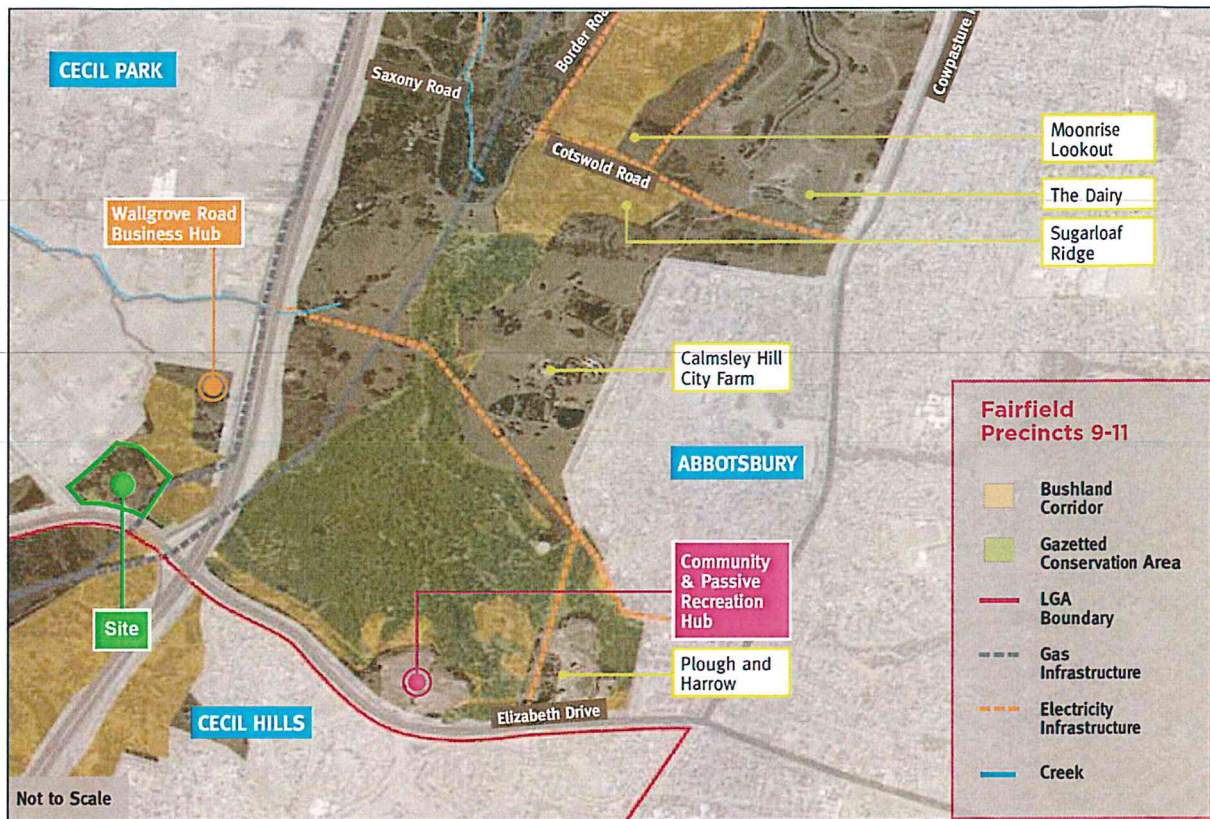 CECIL PARK
Saxony Road
Cotswold Road
Moonrise
Lookout
The Dairy
Sugarloaf
Ridge
Wallgrove Road
Business Hub
Calmsley Hill
City Farm
ABBOTSBURY
Community
& Passive
Recreation
Hub
Site
Plough and
Harrow
Elizabeth Drive
CECIL HILLS
Not to Scale
Fairfield
Precincts 9-11
Bushland
Corridor
Gazetted
Conservation Area
LGA
Boundary
Gas
Infrastructure
Electricity
Infrastructure
Creek
Border
Cowpasture